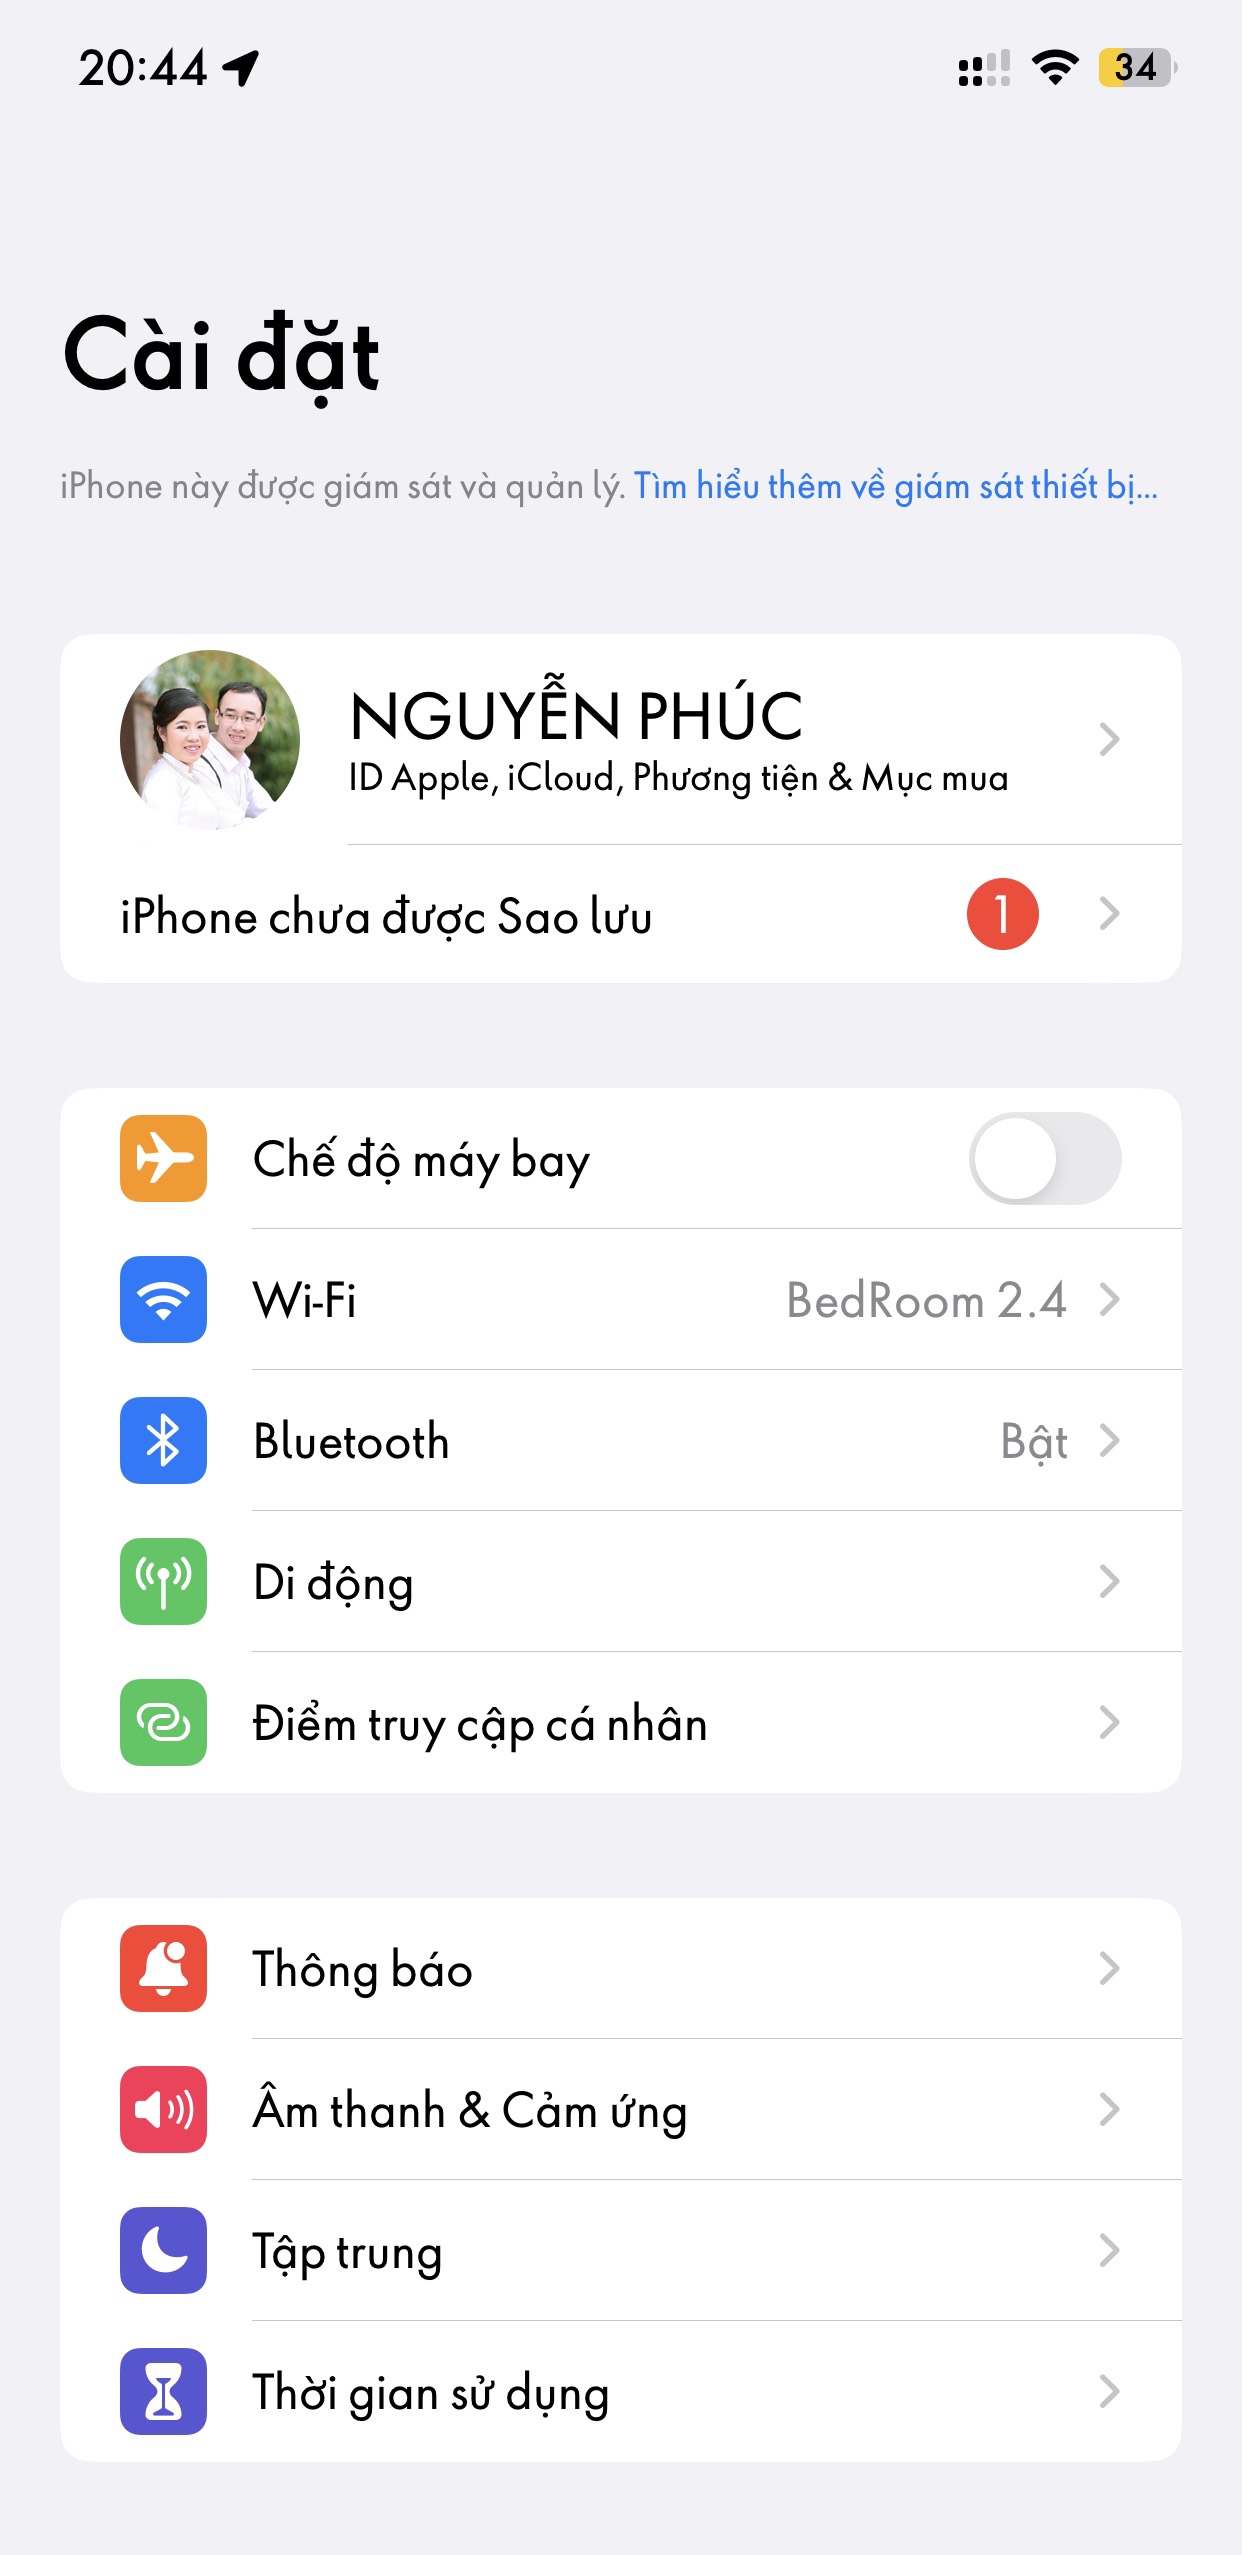 20:44
34
Cài đặt
iPhone này được giám sát và quản lý. Tìm hiểu thêm về giám sát thiết bị...
NGUYỄN PHÚC
ID Apple, iCloud, Phương tiện & Mục mua
iPhone chưa được Sao lưu
1
Chế độ máy bay
Wi-Fi
BedRoom 2.4
Bluetooth
Bật
Di động
Điểm truy cập cá nhân
Thông báo
Âm thanh & Cảm ứng
Tập trung
Thời gian sử dụng